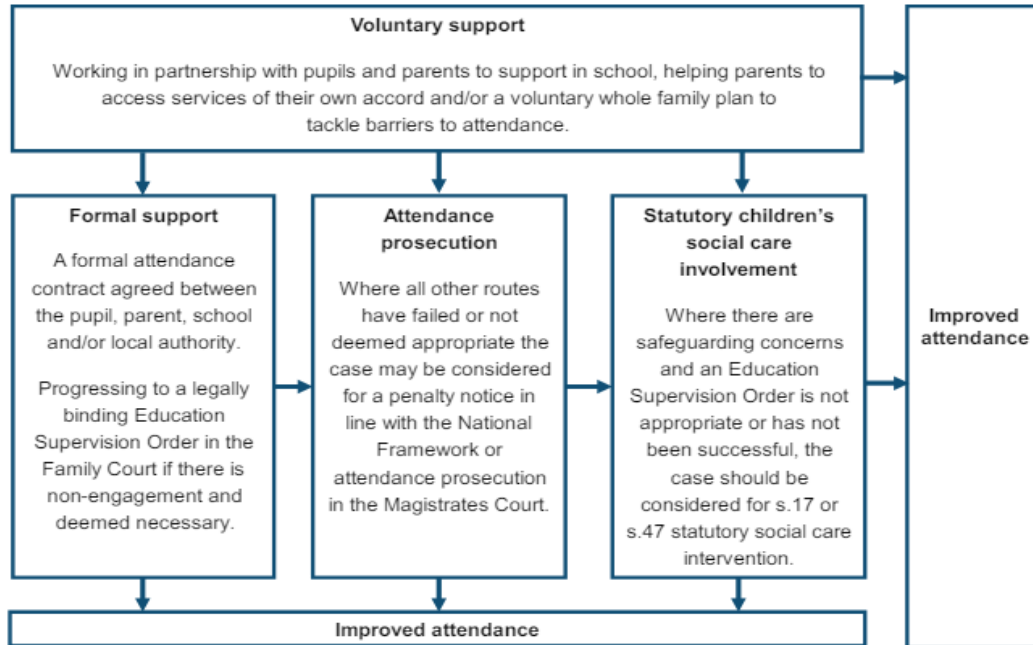 Voluntary support
Working in partnership with pupils and parents to support in school, helping parents to
access services of their own accord and/or a voluntary whole family plan to
tackle barriers to attendance.
Formal support
A formal attendance
contract agreed between
the pupil, parent, school
and/or local authority.
Progressing to a legally
binding Education
Supervision Order in the
Family Court if there is
non-engagement and
deemed necessary.
Attendance
prosecution
Where all other routes
have failed or not
deemed appropriate the
case may be considered
for a penalty notice in
line with the National
Framework or
attendance prosecution
in the Magistrates Court.
Statutory children's
social care
involvement
Where there are
safeguarding concerns
and an Education
Supervision Order is not
appropriate or has not
been successful, the
case should be
considered for s.17 or
s.47 statutory social care
intervention.
Improved
attendance
Improved attendance